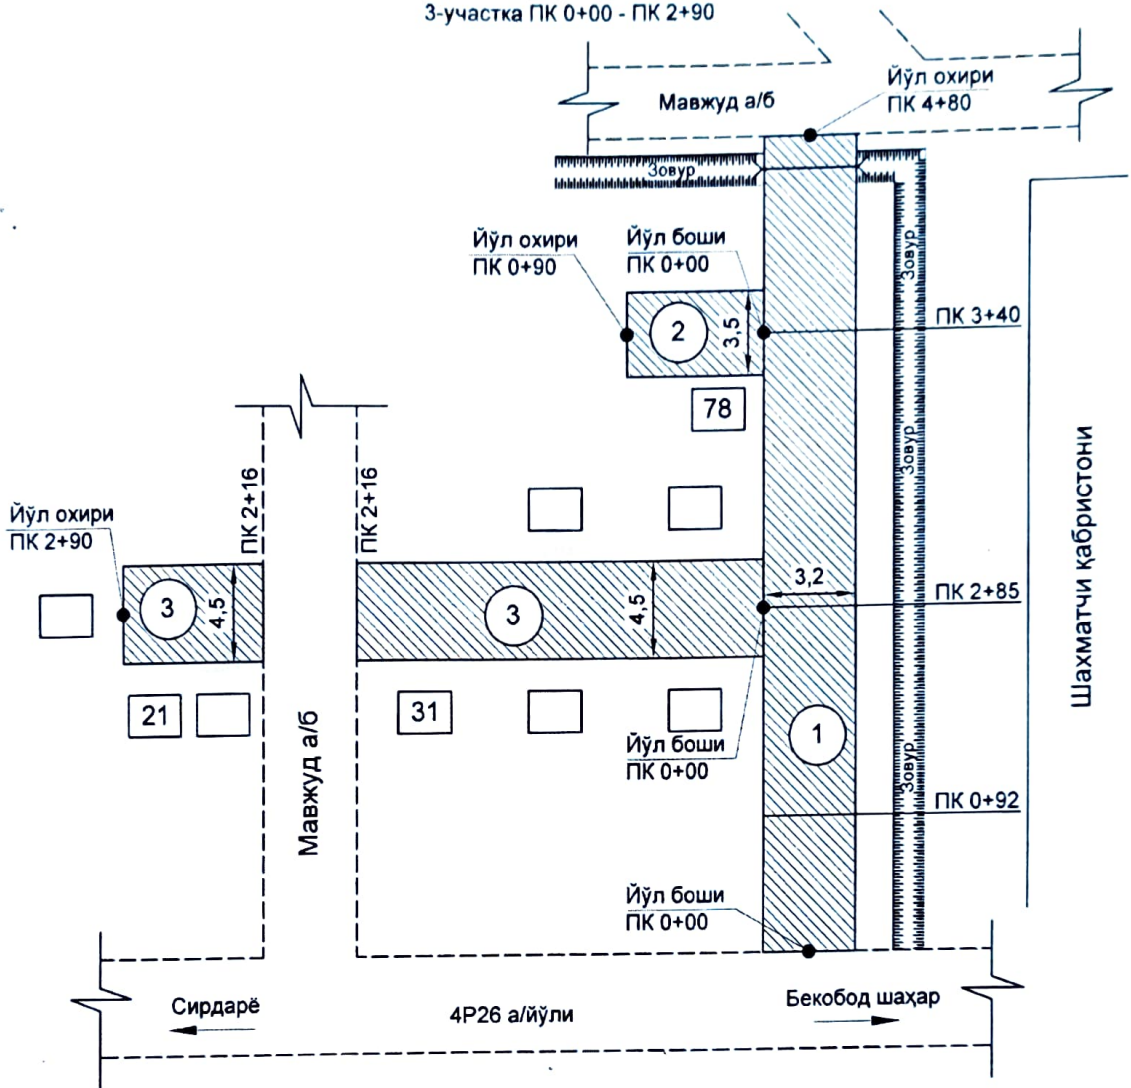 3-участка ПК 0+00 - ПК 2+90
Йўл охири
ПК 4+80
Мавжуд а/б
Зовур
Йўл охири
ПК 0+90
Йўл боши
ПК 0+00
Зовур
2
3,5
ПК 3+40
78
Зовур
ПК 2+16
ПК 2+16
Йўл охири
ПК 2+90
3
4,5
3
4,5
3,2
ПК 2+85
Шахматчи қабристони
21
31
1
Йўл боши
ПК 0+00
Зовур
Мавжуд а/б
ПК 0+92
Йўл боши
ПК 0+00
Сирдарё
4Р26 а/йўли
Бекобод шаҳар